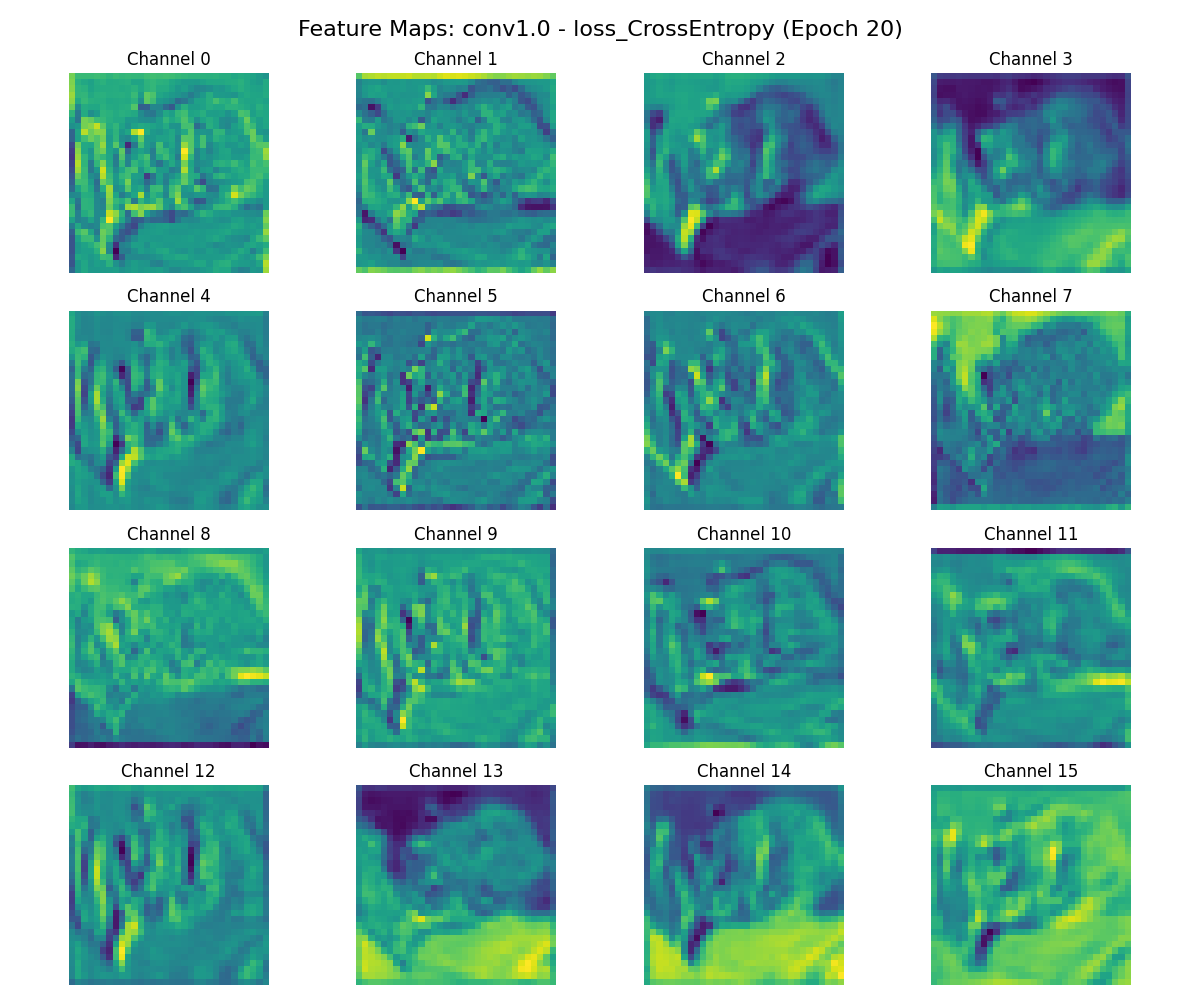 Feature Maps: conv1.0 - loss_CrossEntropy (Epoch 20)
Channel 0
Channel 1
Channel 2
Channel 3
Channel 4
Channel 5
Channel 6
Channel 7
Channel 8
Channel 9
Channel 10
Channel 11
Channel 12
Channel 13
Channel 14
Channel 15